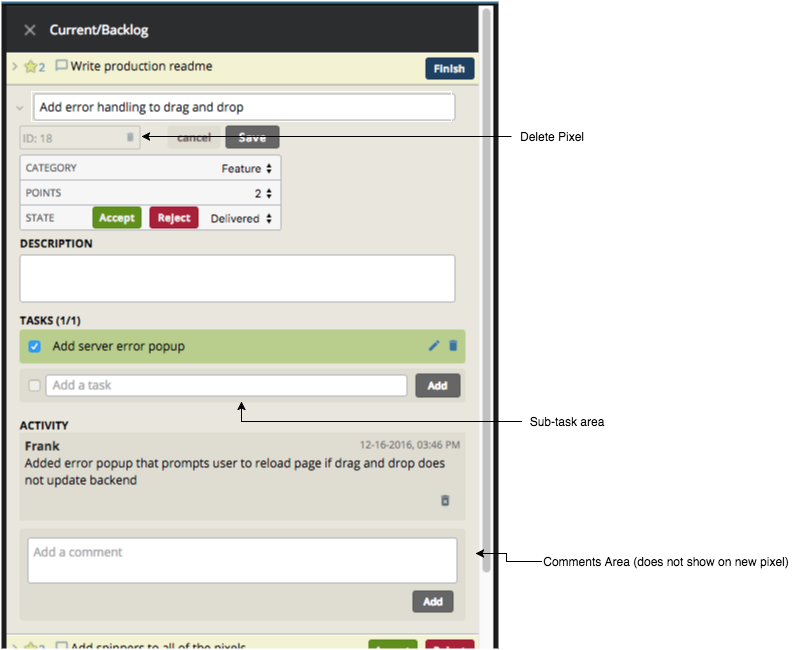 Current/Backlog
2 Write production readme Finish
Add error handling to drag and drop
ID: 18 cancel Save
Delete Pixel
CATEGORY Feature
POINTS 2
STATE Accept Reject Delivered
DESCRIPTION
TASKS (1/1)
Add server error popup
Add a task Add
Sub-task area
ACTIVITY
Frank 12-16-2016, 03:46 PM
Added error popup that prompts user to reload page if drag and drop does
not update backend
Add a comment
Comments Area (does not show on new pixel)
Add
2 Add spinners to all of the pixels Accept Reject